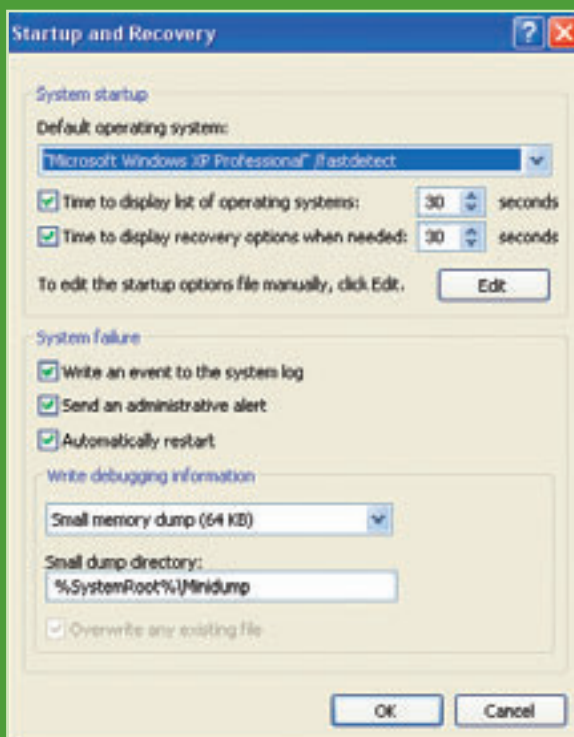 Startup and Recovery
System startup
Default operating system:
"Microsoft Windows XP Professional" /fastdetect
Time to display list of operating systems: 30 seconds
Time to display recovery options when needed: 30 seconds
To edit the startup options file manually, click Edit. Edit
System failure
Write an event to the system log
Send an administrative alert
Automatically restart
Write debugging information
Small memory dump (64 KB)
Small dump directory:
%SystemRoot%\Minidump
Overwrite any existing file
OK Cancel